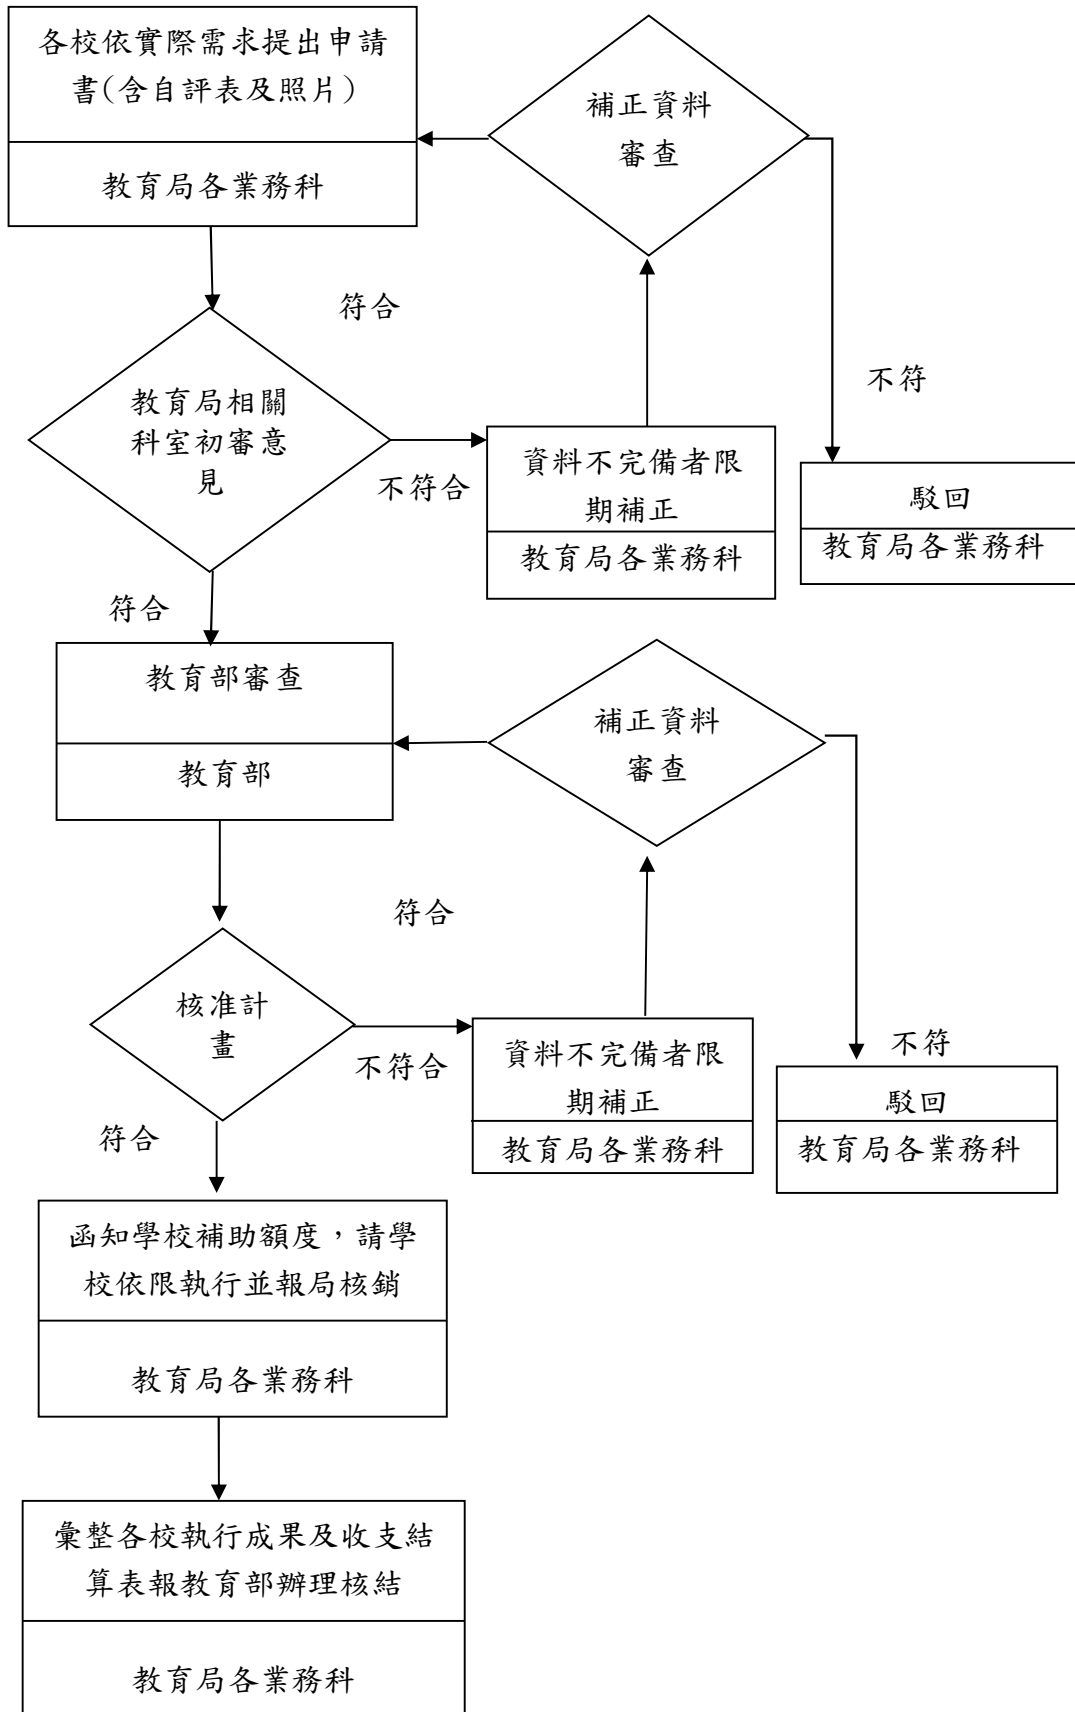 各校依實際需求提出申請
書(含自評表及照片)
教育局各業務科
補正資料
審查
符合
不符
教育局相關
科室初審意
見
不符合
資料不完備者限
期補正
教育局各業務科
駁回
教育局各業務科
符合
教育部審查
教育部
補正資料
審查
符合
核准計
畫
不符合
資料不完備者限
期補正
教育局各業務科
不符
駁回
教育局各業務科
符合
函知學校補助額度，請學
校依限執行並報局核銷
教育局各業務科
彙整各校執行成果及收支結
算表報教育部辦理核結
教育局各業務科